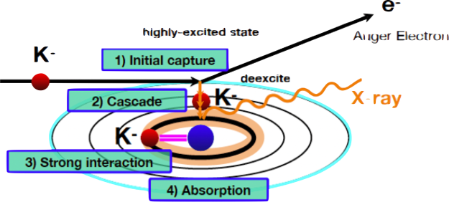 e-
highly-excited state
Auger Electron
K-
1) Initial capture
deexcite
2) Cascade
K-
X-ray
K-
3) Strong interaction
4) Absorption